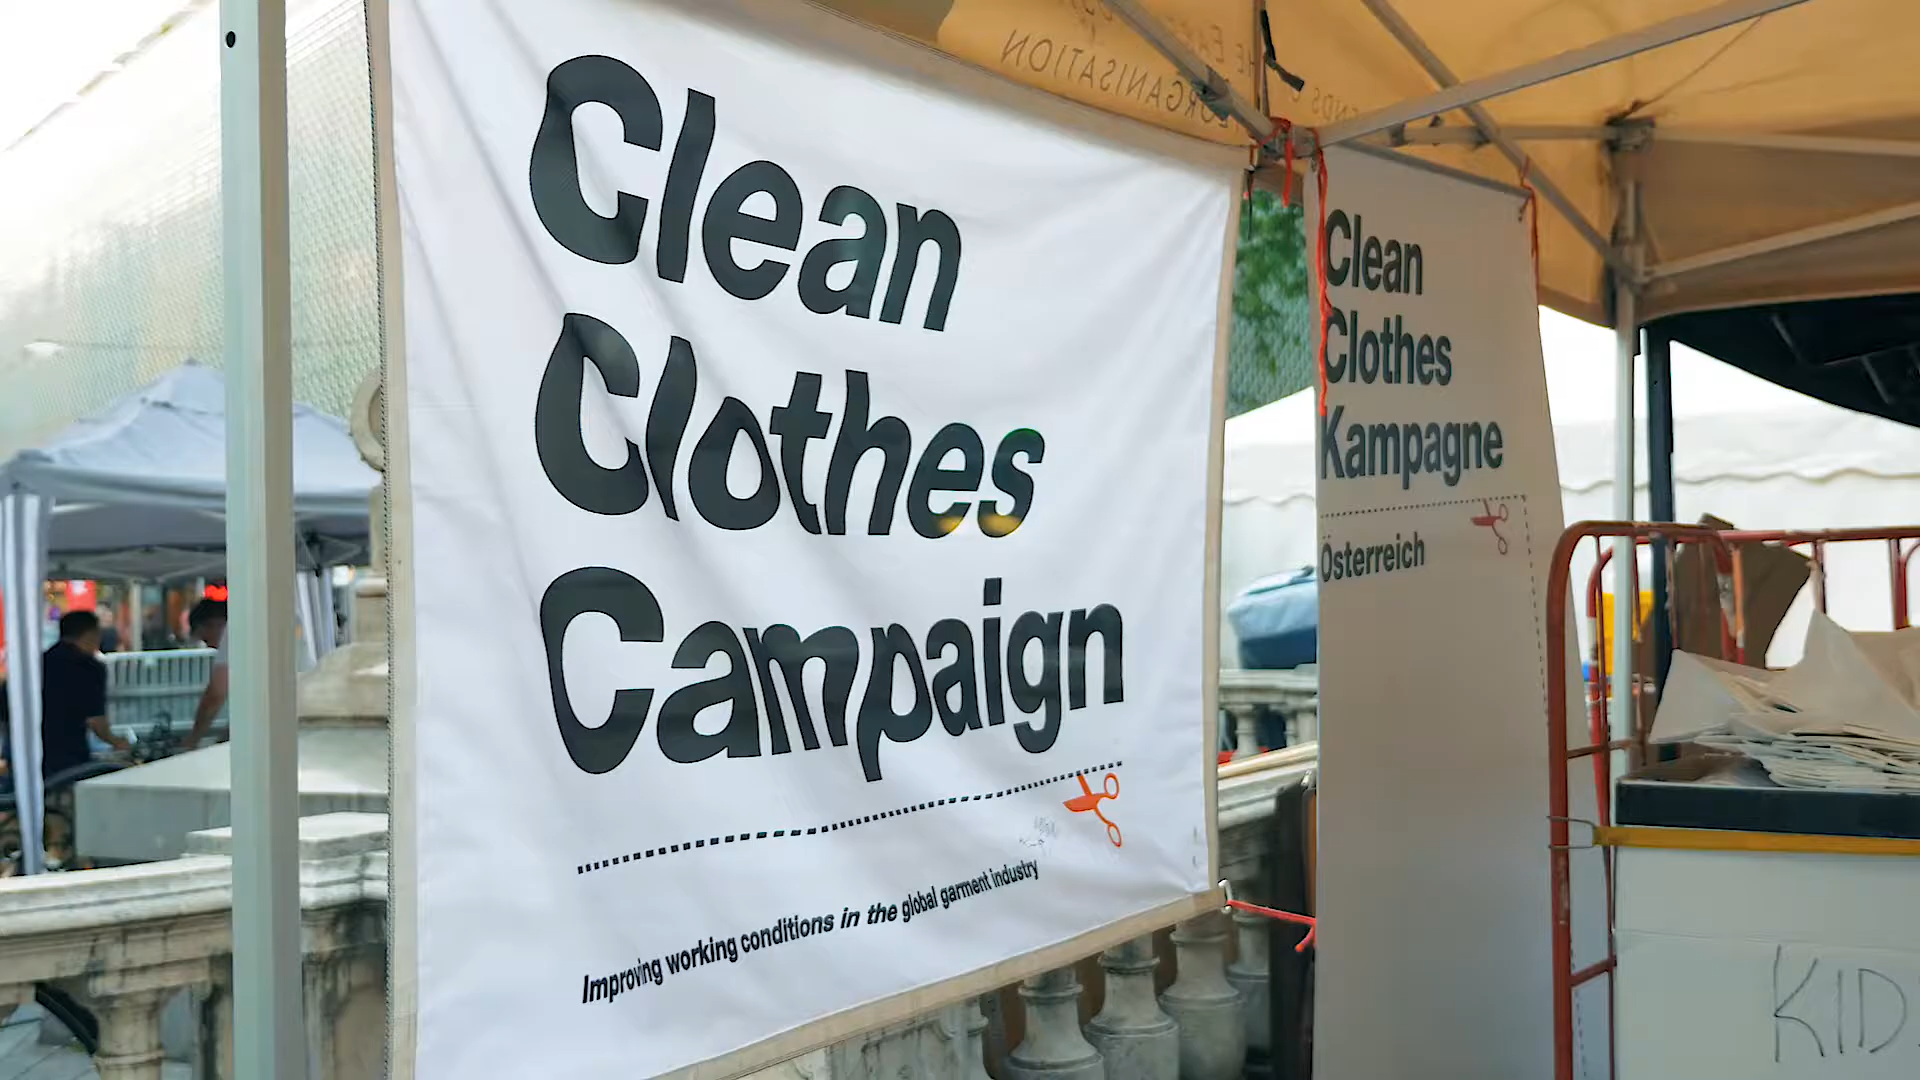 Clean
Clothes
Campaign
Improving working conditions in the global garment industry
Clean
Clothes
Kampagne
Österreich
ORGANISATION
KID